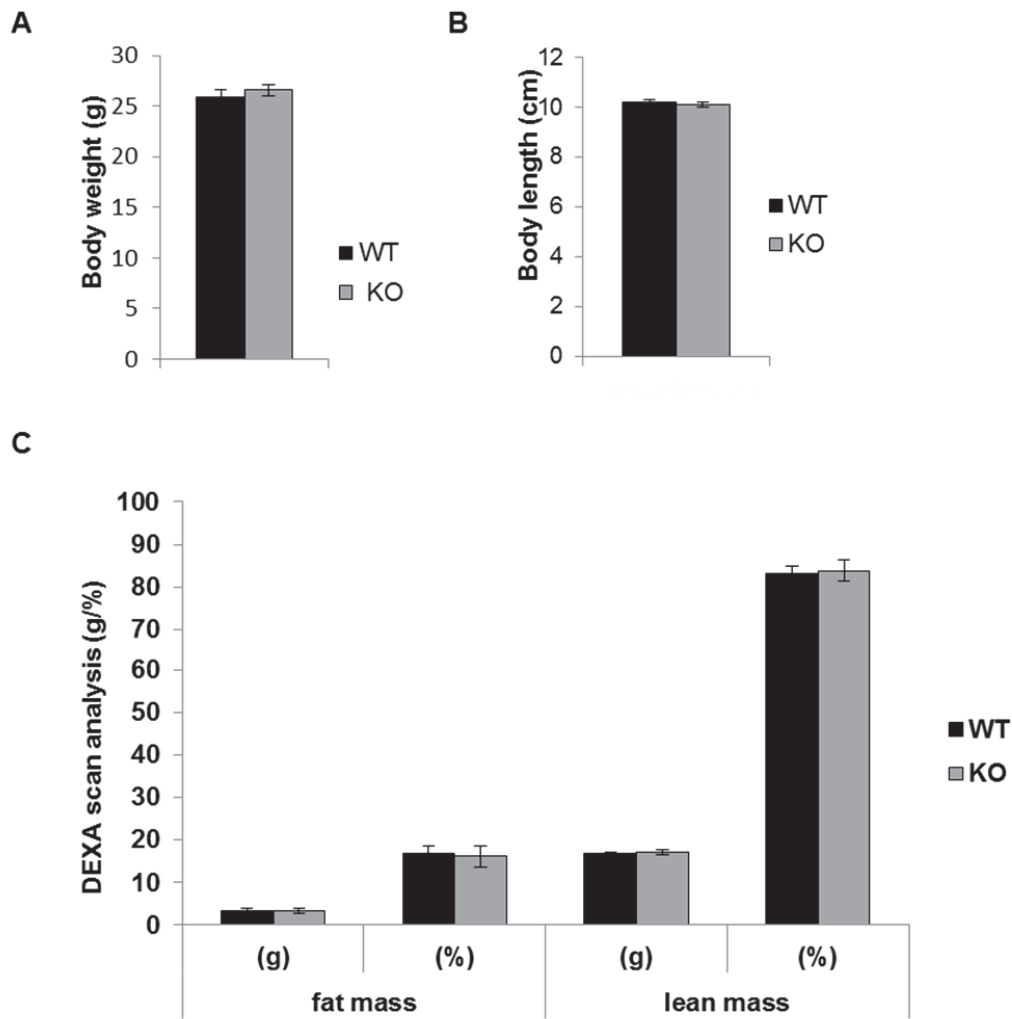 A
Body weight (g)
30
25
20
15
10
5
0
WT
KO
B
Body length (cm)
12
10
8
6
4
2
0
WT
KO
C
DEXA scan analysis (g/%)
100
90
80
70
60
50
40
30
20
10
0
(g) (%) (g) (%)
fat mass lean mass
WT
KO